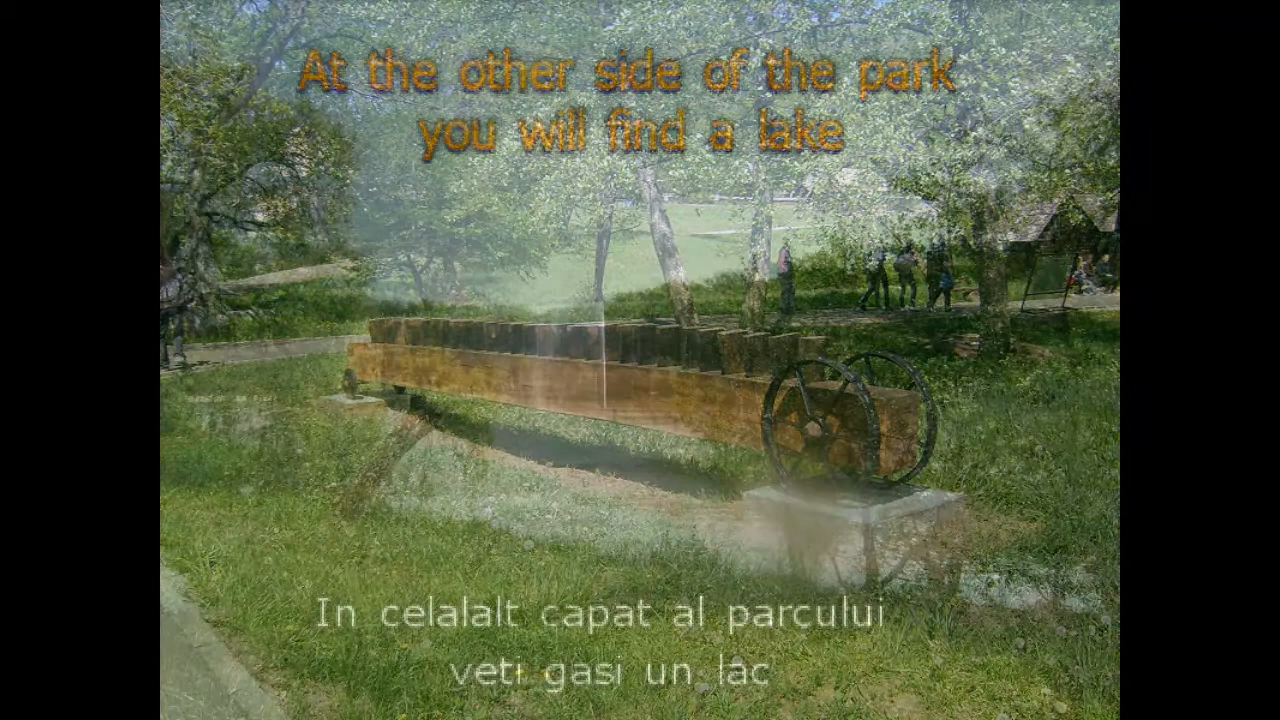 At the other side of the park
you will find a lake
In celalalt capat al parcului
veti gasi un lac